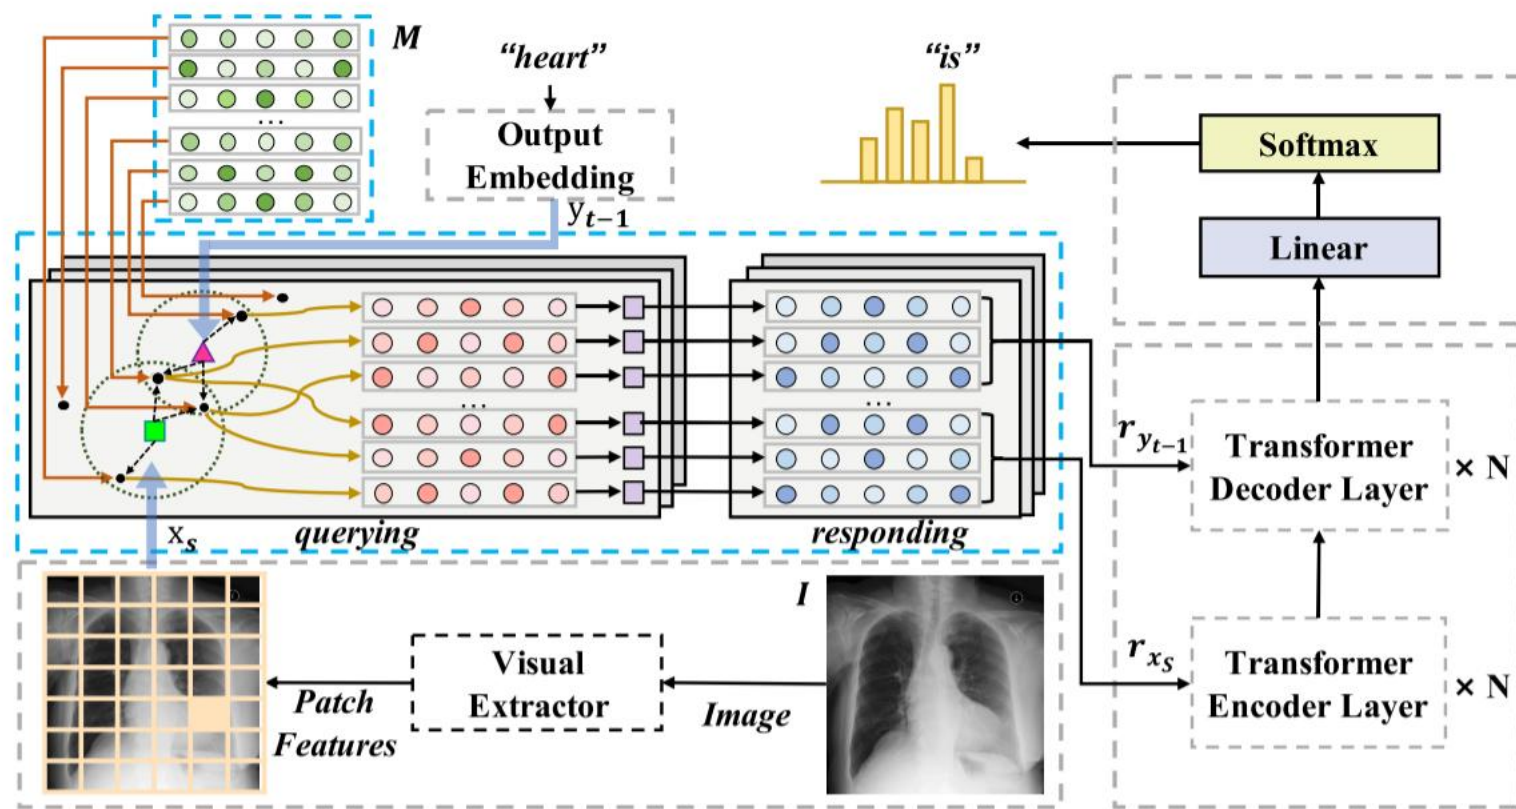 M
“heart”
“is”
Output
Embedding
y_{t−1}
Softmax
Linear
...
...
...
querying
responding
r_{y_{t−1}}
Transformer
Decoder Layer
× N
x_s
I
Visual
Extractor
Patch
Features
Image
r_{x_S}
Transformer
Encoder Layer
× N